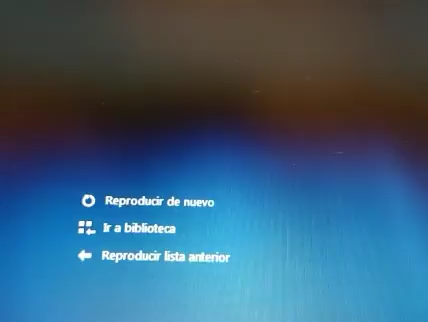 Reproducir de nuevo
Ir a biblioteca
Reproducir lista anterior